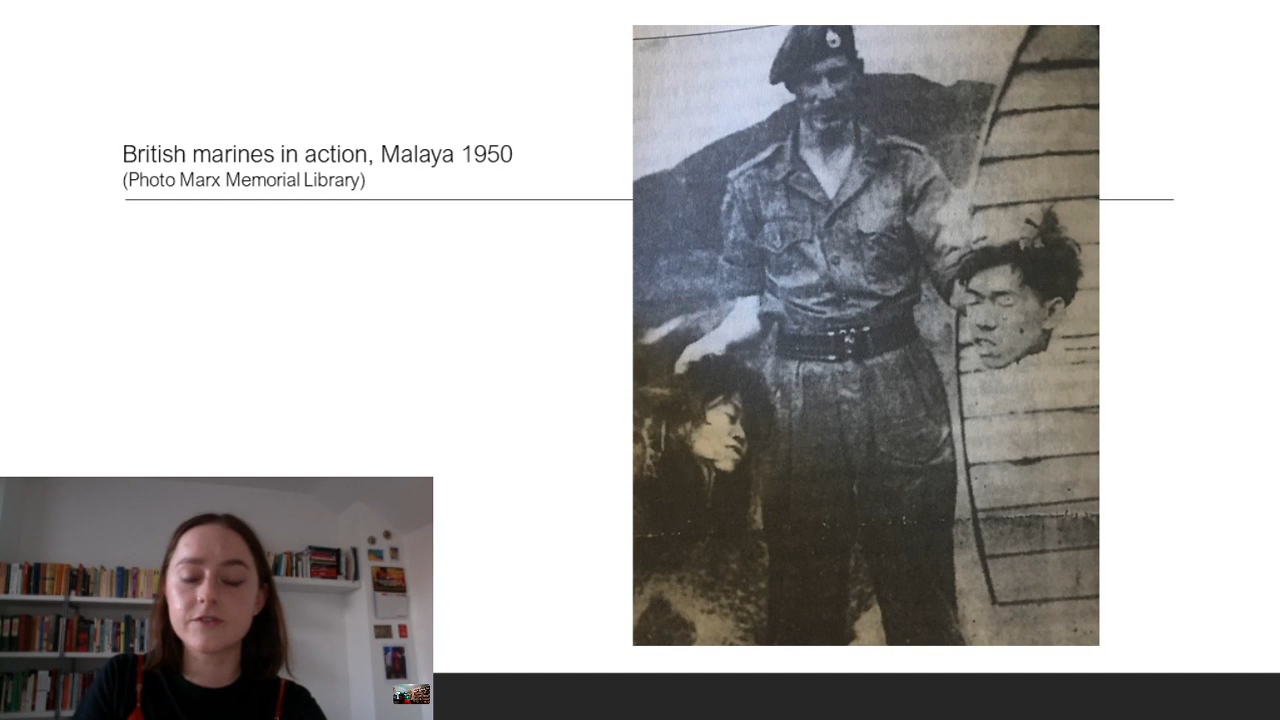 British marines in action, Malaya 1950
(Photo Marx Memorial Library)